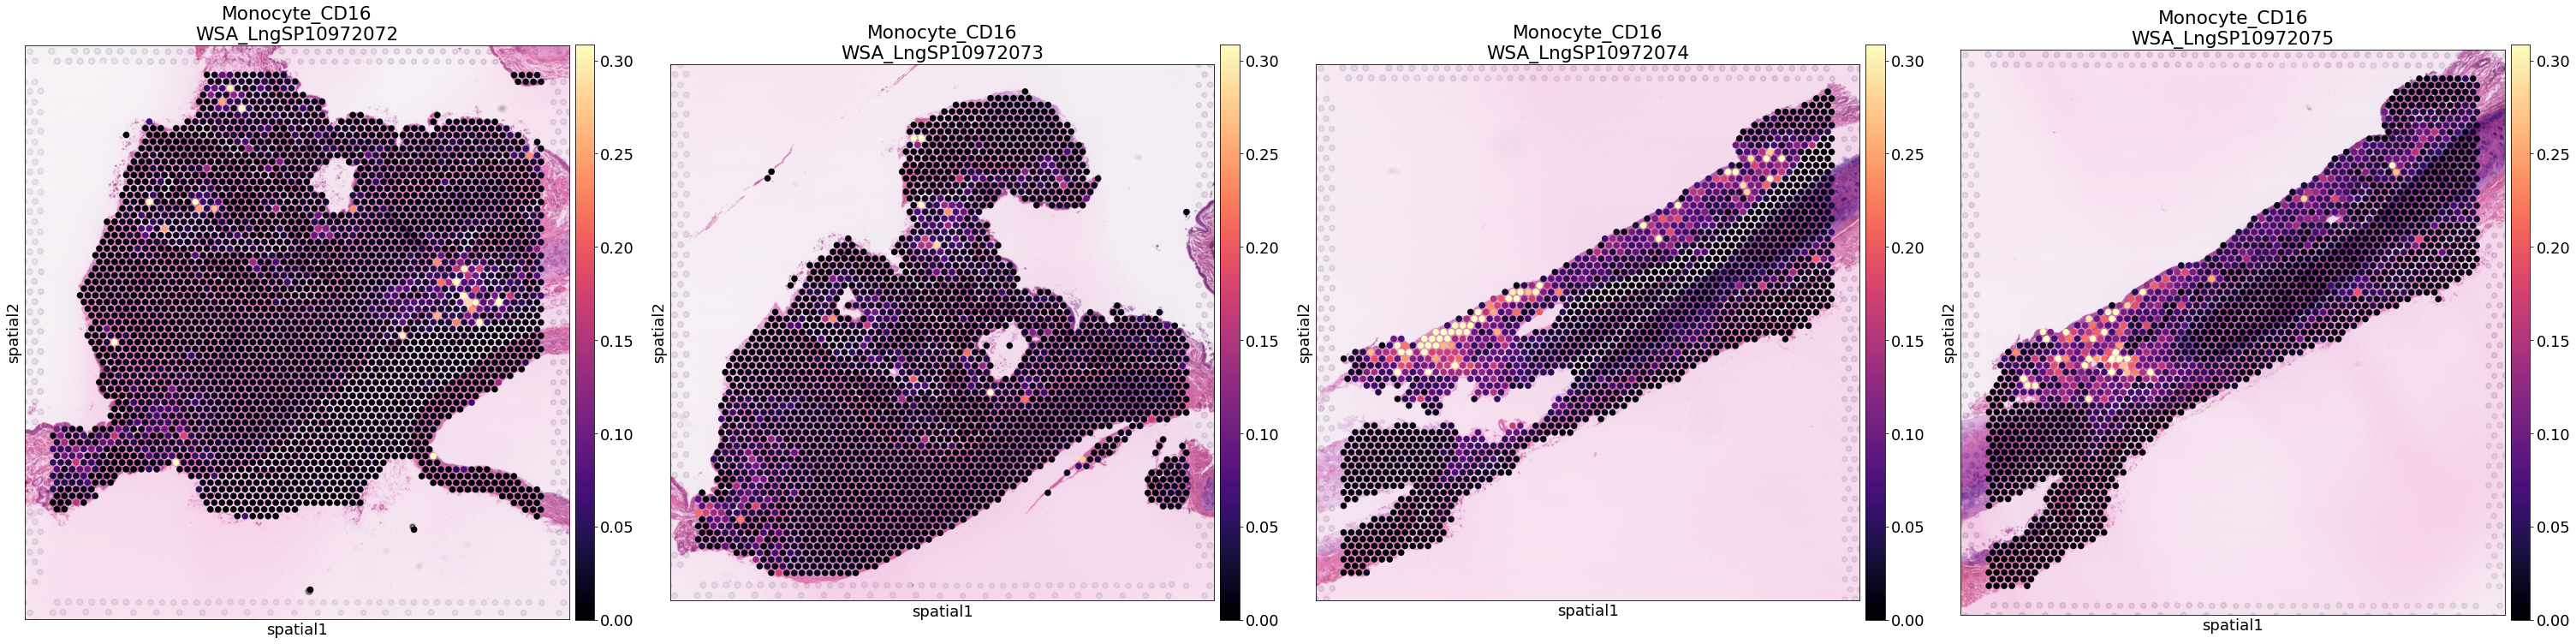 Monocyte_CD16
WSA_LngSP10972072
spatial2
spatial1
0.30
0.25
0.20
0.15
0.10
0.05
0.00
Monocyte_CD16
WSA_LngSP10972073
spatial2
spatial1
0.30
0.25
0.20
0.15
0.10
0.05
0.00
Monocyte_CD16
WSA_LngSP10972074
spatial2
spatial1
0.30
0.25
0.20
0.15
0.10
0.05
0.00
Monocyte_CD16
WSA_LngSP10972075
spatial2
spatial1
0.30
0.25
0.20
0.15
0.10
0.05
0.00